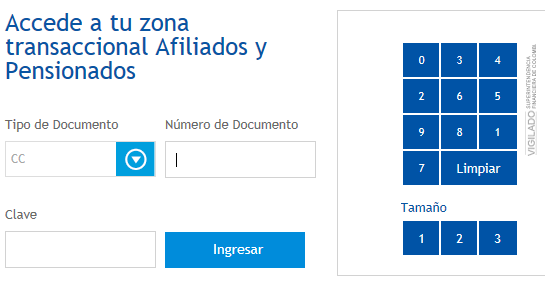 Accede a tu zona
transaccional Afiliados y
Pensionados
Tipo de Documento
Número de Documento
CC
Clave
Ingresar
0 3 4
2 6 5
9 8 1
7 Limpiar
Tamaño
1 2 3
VIGILADO
SUPERINTENDENCIA
FINANCIERA DE COLOMBIA